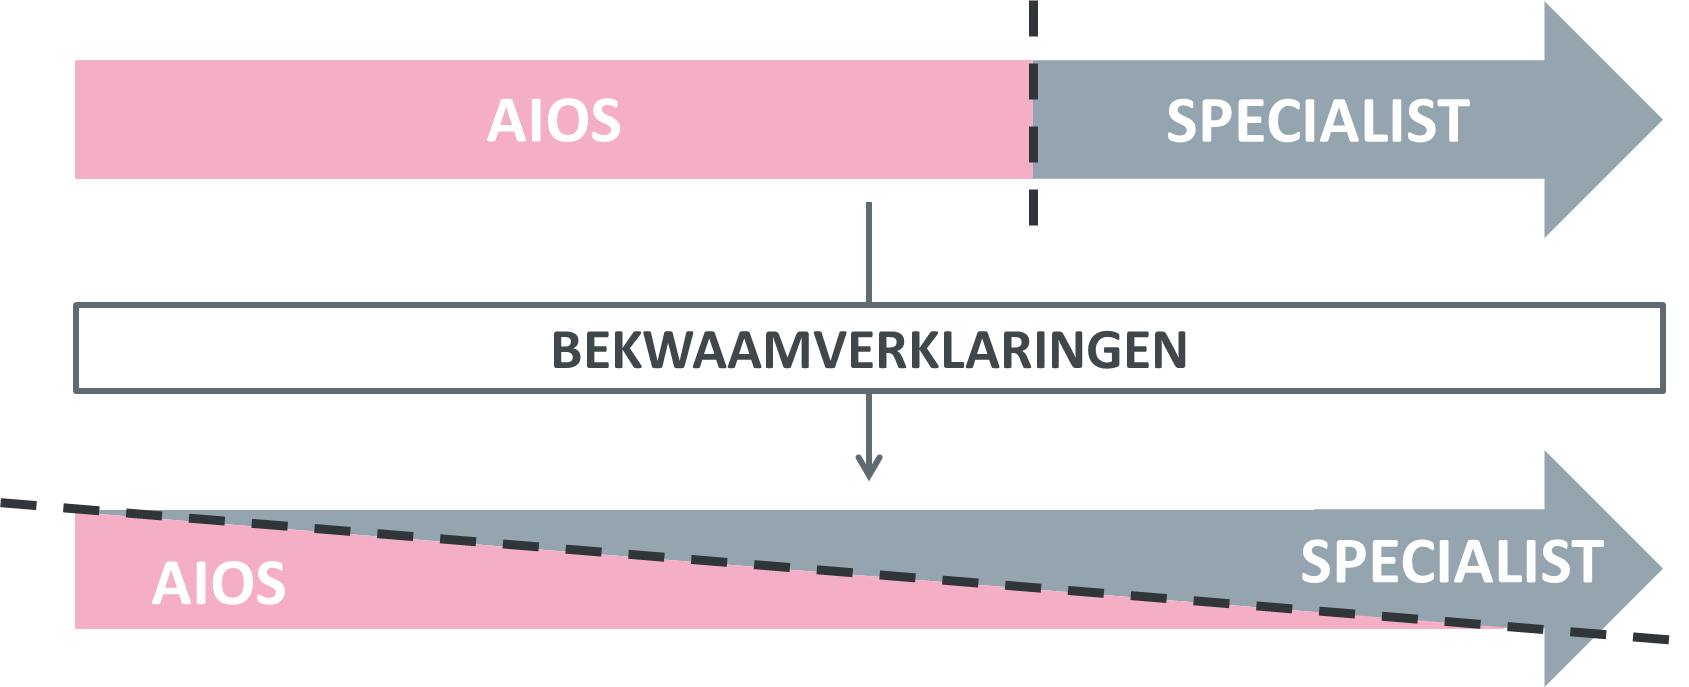 AIOS
SPECIALIST
BEKWAAMVERKLARINGEN
SPECIALIST
AIOS